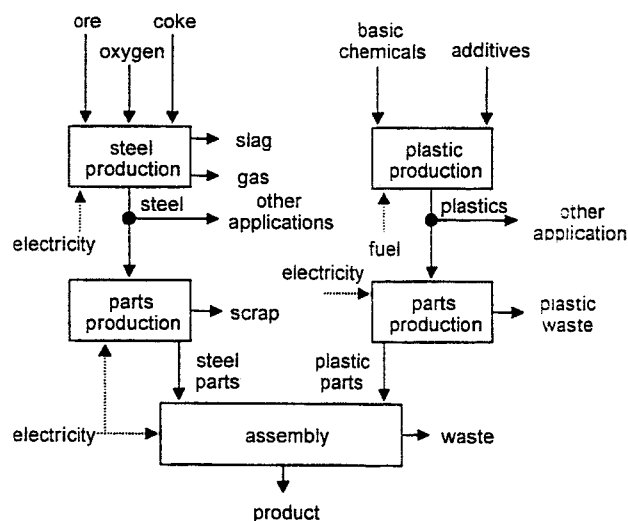 ore
coke
oxygen
basic
chemicals
additives
steel
production
slag
gas
plastic
production
steel
other
applications
plastics
other
application
electricity
fuel
electricity
parts
production
scrap
parts
production
plastic
waste
steel
parts
plastic
parts
electricity
assembly
waste
product